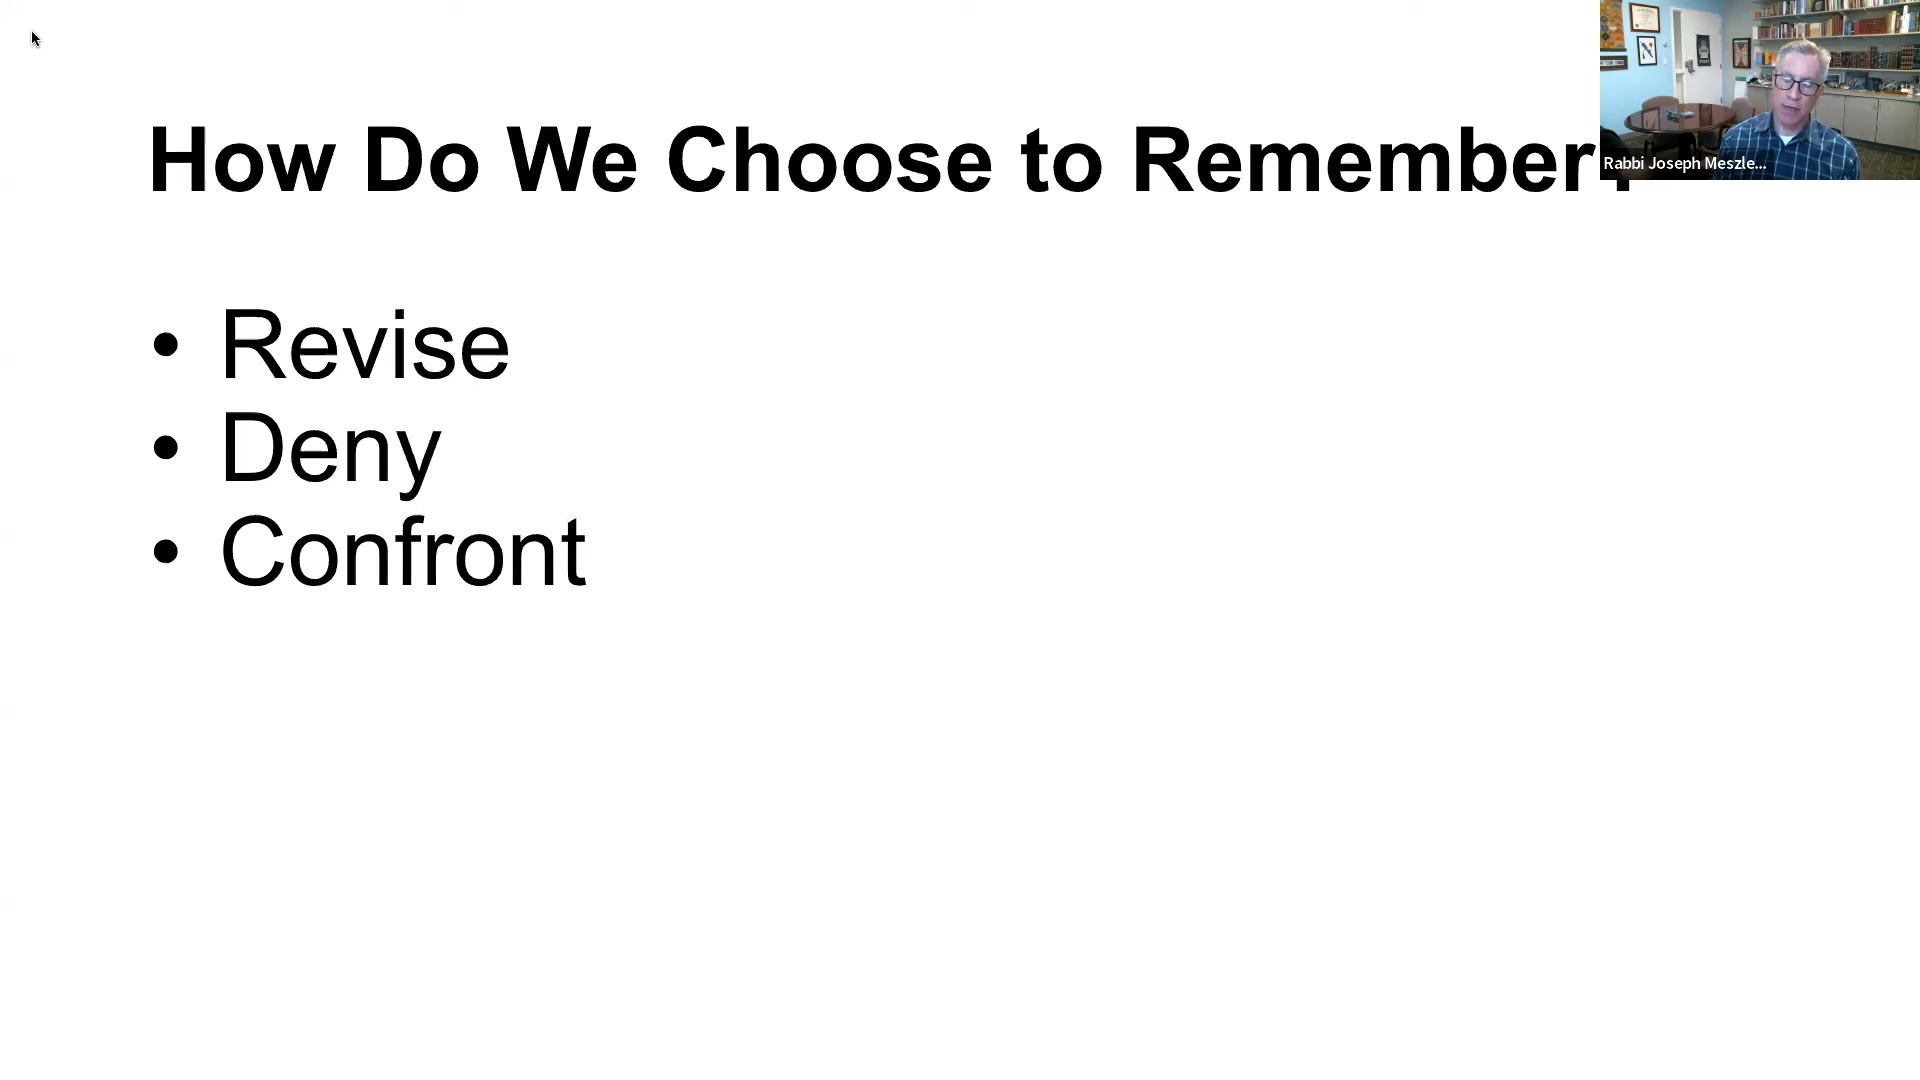 How Do We Choose to Remember?
• Revise
• Deny
• Confront
Rabbi Joseph Meszle...